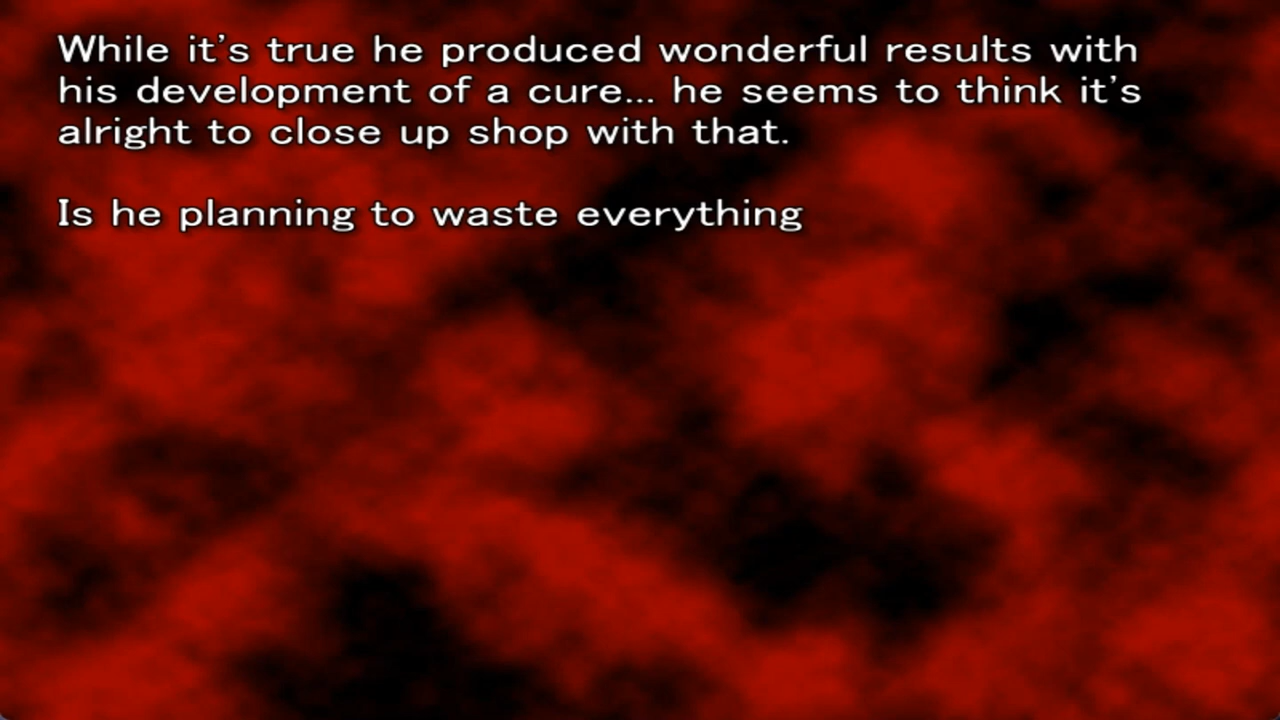 While it's true he produced wonderful results with
his development of a cure... he seems to think it's
alright to close up shop with that.
Is he planning to waste everything